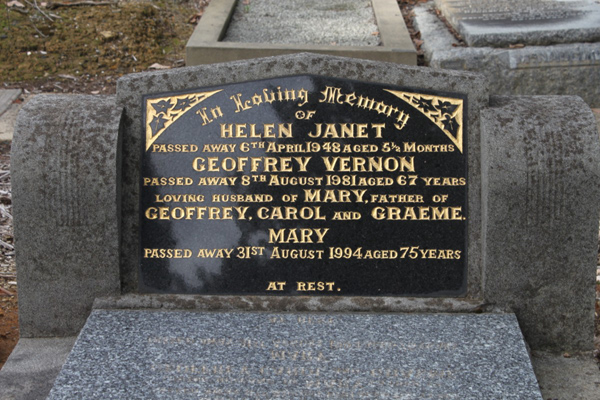 In Loving Memory
OF
HELEN JANET
PASSED AWAY 6TH APRIL 1948 AGED 5½ MONTHS
GEOFFREY VERNON
PASSED AWAY 8TH AUGUST 1981 AGED 67 YEARS
LOVING HUSBAND OF MARY, FATHER OF
GEOFFREY, CAROL AND GRAEME.
MARY
PASSED AWAY 31ST AUGUST 1994 AGED 75 YEARS
AT REST.